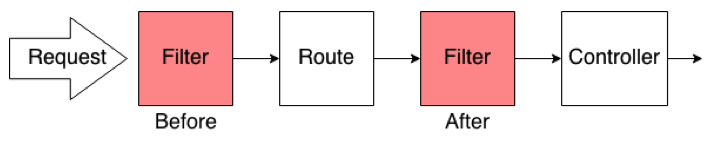 Request
Filter
Route
Filter
Controller
Before
After